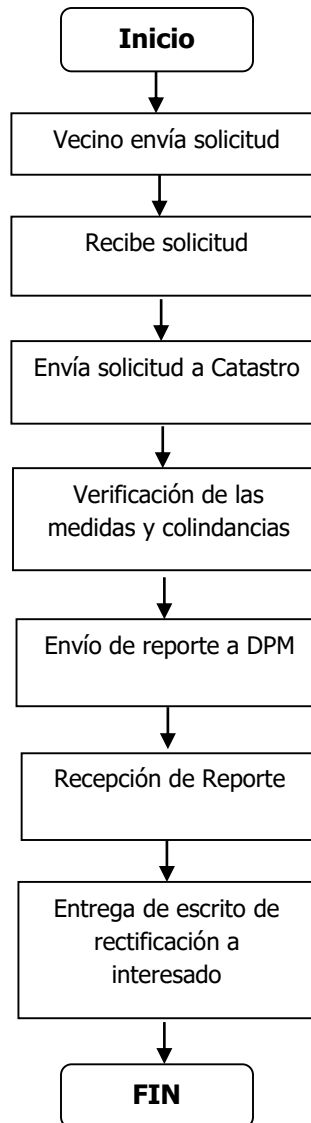 Inicio
Vecino envía solicitud
Recibe solicitud
Envía solicitud a Catastro
Verificación de las
medidas y colindancias
Envío de reporte a DPM
Recepción de Reporte
Entrega de escrito de
rectificación a
interesado
FIN